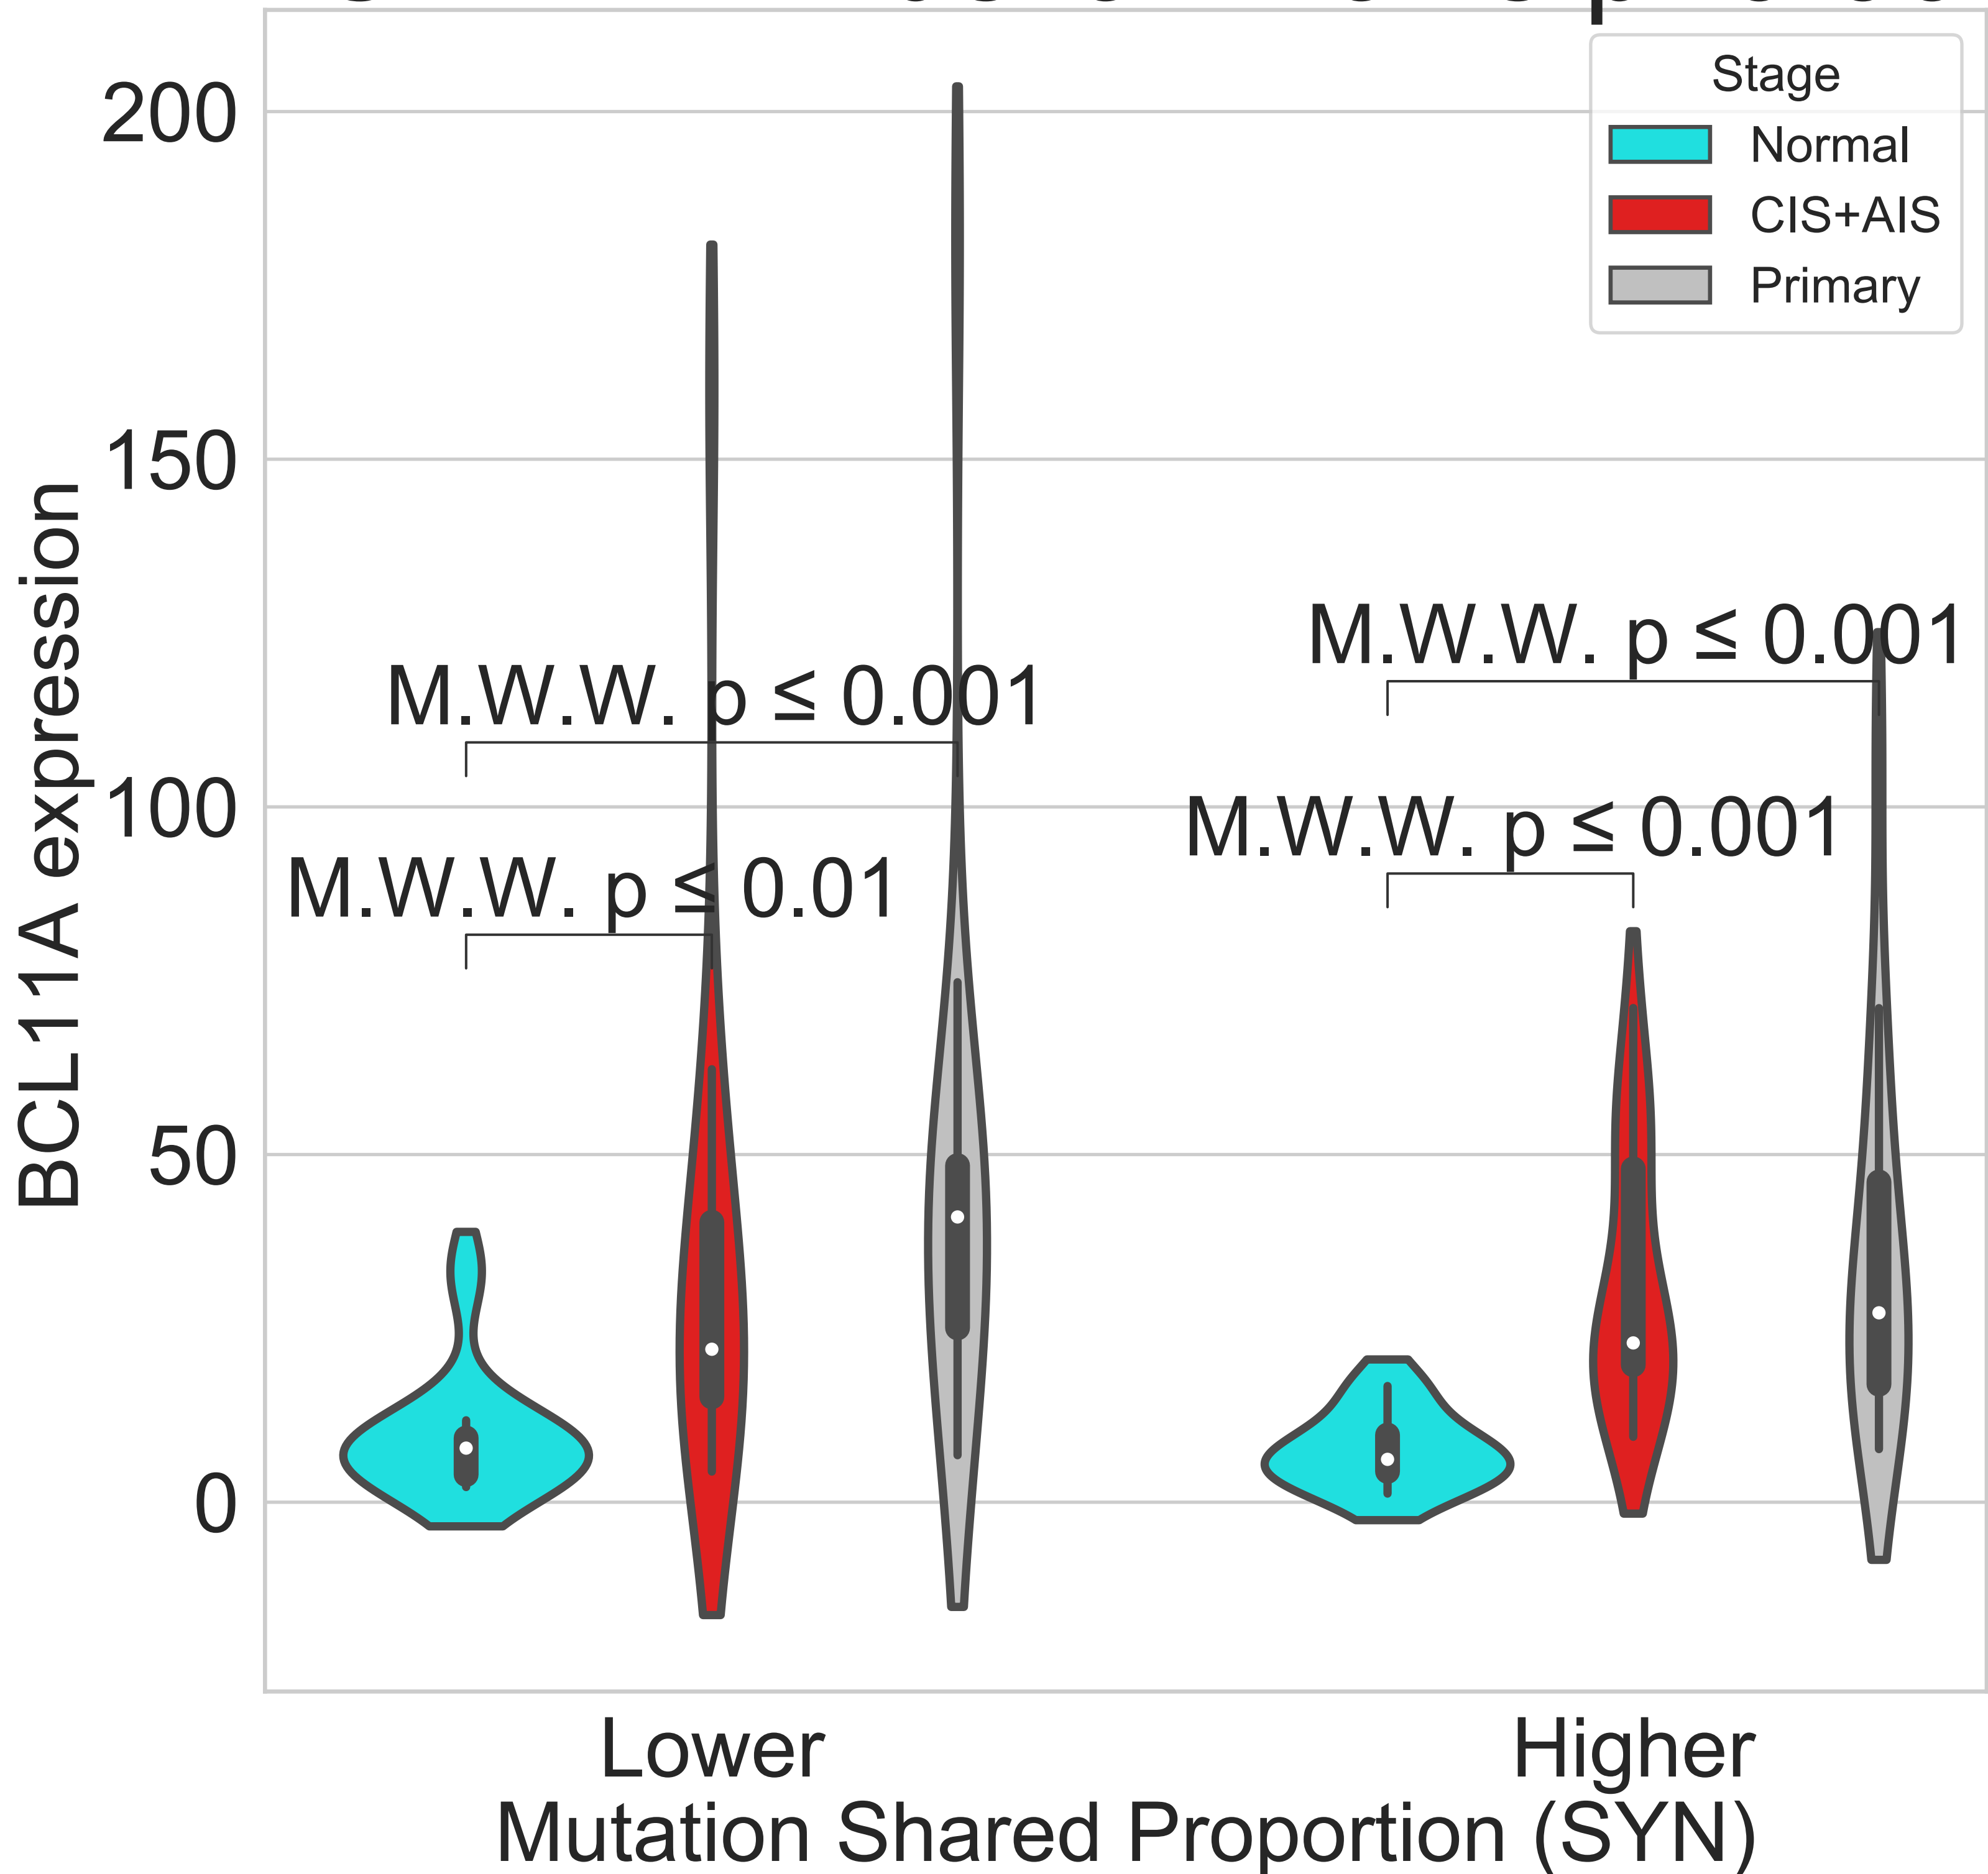 Stage
Normal
CIS+AIS
Primary
200
150
100
50
0
BCL11A expression
M.W.W. p ≤ 0.001
M.W.W. p ≤ 0.01
M.W.W. p ≤ 0.001
M.W.W. p ≤ 0.001
Lower
Higher
Mutation Shared Proportion (SYN)